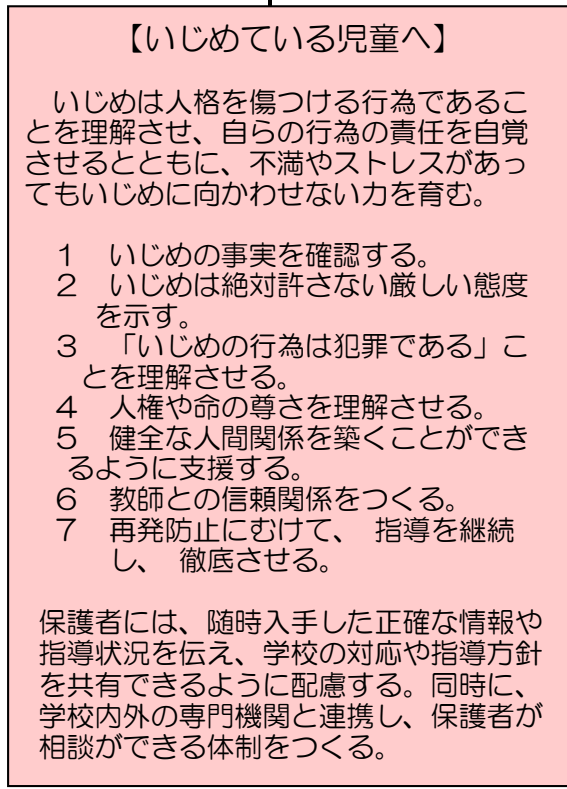 【いじめている児童へ】
いじめは人格を傷つける行為であるこ
とを理解させ、自らの行為の責任を自覚
させるとともに、不満やストレスがあっ
てもいじめに向かわせない力を育む。
１　いじめの事実を確認する。
２　いじめは絶対許さない厳しい態度
を示す。
３　「いじめの行為は犯罪である」こ
とを理解させる。
４　人権や命の尊さを理解させる。
５　健全な人間関係を築くことができ
るように支援する。
６　教師との信頼関係をつくる。
７　再発防止にむけて、 指導を継続
し、 徹底させる。
保護者には、随時入手した正確な情報や
指導状況を伝え、学校の対応や指導方針
を共有できるように配慮する。同時に、
学校内外の専門機関と連携し、保護者が
相談ができる体制をつくる。